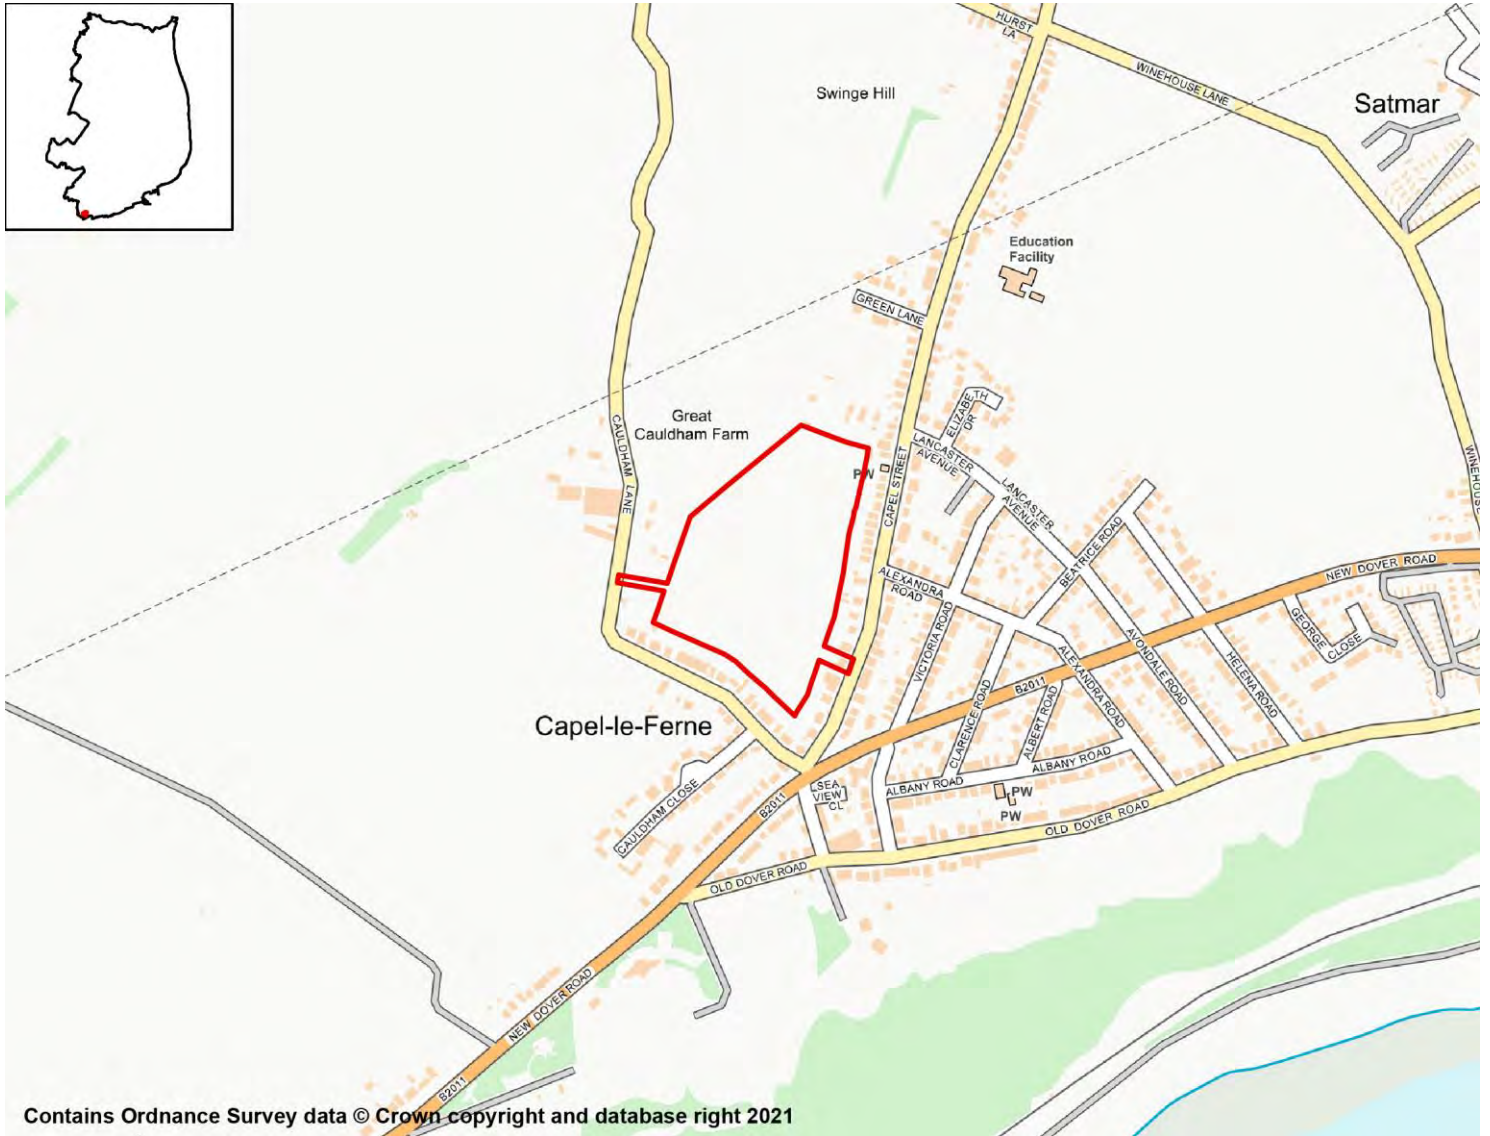 HURST
LA
WINEHOUSE LANE
Swinge Hill
Satmar
Education
Facility
GREEN LANE
ELIZABETH
DR
Great
Cauldham Farm
CAULDHAM LANE
PW
CAPEL STREET
LANCASTER
AVENUE
LANCASTER
AVENUE
WINEHOUSE
BEATRICE ROAD
NEW DOVER ROAD
ALEXANDRA
ROAD
VICTORIA ROAD
GEORGE
CLOSE
AVONDALE ROAD
HELENA ROAD
ALEXANDRA ROAD
B2011
CLARENCE ROAD
ALBERT ROAD
Capel-le-Ferne
ALBANY ROAD
ALBANY ROAD
SEA
VIEW
CL
B2011
CAULDHAM CLOSE
PW
PW
OLD DOVER ROAD
OLD DOVER ROAD
NEW DOVER ROAD
B2011
Contains Ordnance Survey data © Crown copyright and database right 2021